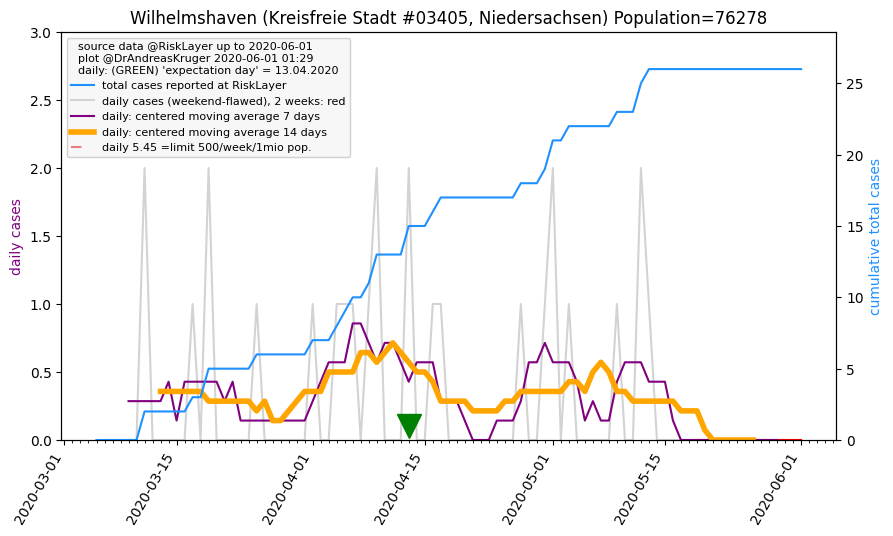 Wilhelmshaven (Kreisfreie Stadt #03405, Niedersachsen) Population=76278
source data @RiskLayer up to 2020-06-01
plot @DrAndreasKruger 2020-06-01 01:29
daily: (GREEN) 'expectation day' = 13.04.2020
total cases reported at RiskLayer
daily cases (weekend-flawed), 2 weeks: red
daily: centered moving average 7 days
daily: centered moving average 14 days
daily 5.45 =limit 500/week/1mio pop.
daily cases
3.0
2.5
2.0
1.5
1.0
0.5
0.0
cumulative total cases
25
20
15
10
5
0
2020-03-01
2020-03-15
2020-04-01
2020-04-15
2020-05-01
2020-05-15
2020-06-01